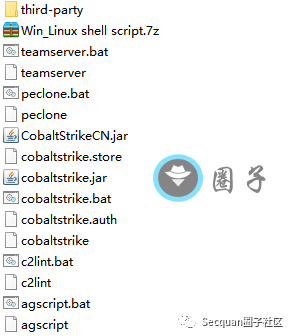 third-party
Win_Linux shell script.7z
teamserver.bat
teamserver
peclone.bat
peclone
CobaltStrikeCN.jar
cobaltstrike.store
cobaltstrike.jar
圈子
cobaltstrike.bat
cobaltstrike.auth
cobaltstrike
c2lint.bat
c2lint
agscript.bat
agscript
Secquan圈子社区